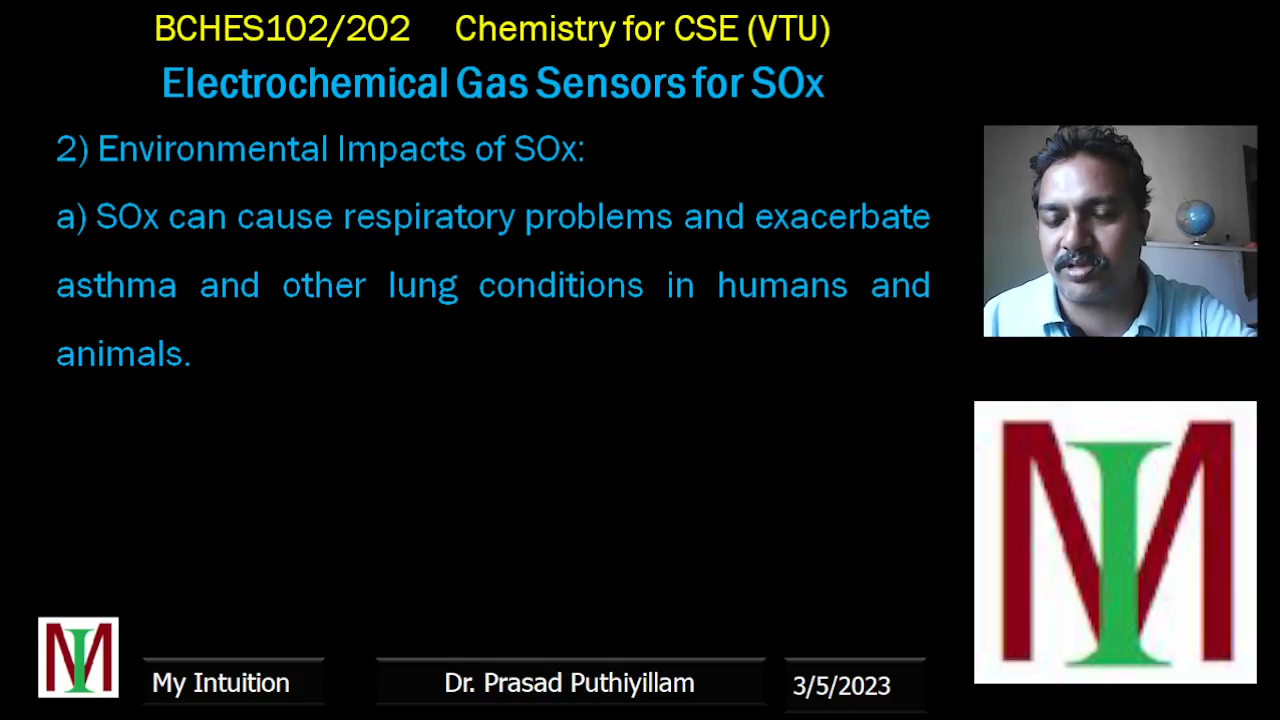 BCHES102/202 Chemistry for CSE (VTU)
Electrochemical Gas Sensors for SOx
2) Environmental Impacts of SOx:
a) SOx can cause respiratory problems and exacerbate
asthma and other lung conditions in humans and
animals.
MI
MI
My Intuition
Dr. Prasad Puthiyillam
3/5/2023